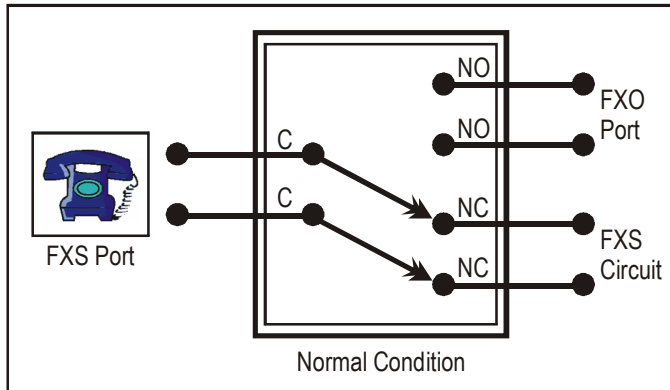 NO
FXO
Port
NO
C
C
NC
FXS
Circuit
NC
FXS Port
Normal Condition